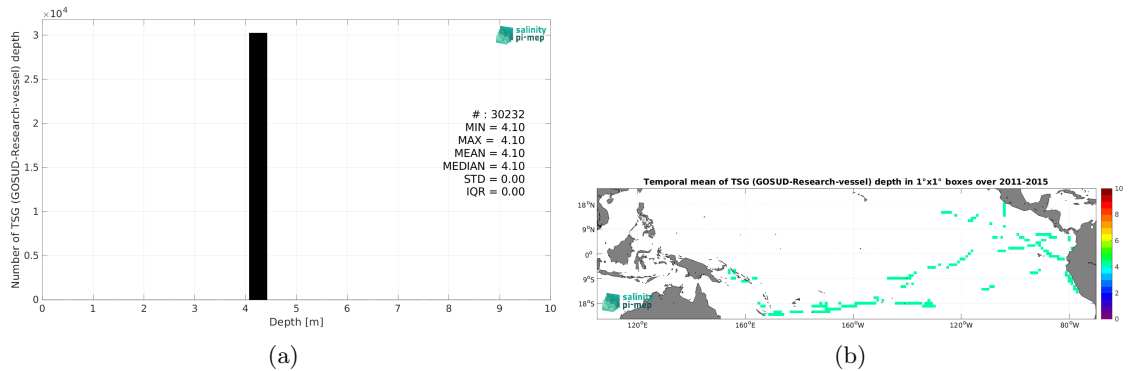 ×10⁴
3
2.5
2
1.5
1
0.5
0
Number of TSG (GOSUD-Research-vessel) depth
salinity
pi-mep
# : 30232
MIN = 4.10
MAX = 4.10
MEAN = 4.10
MEDIAN = 4.10
STD = 0.00
IQR = 0.00
0 1 2 3 4 5 6 7 8 9 10
Depth [m]
(a)
Temporal mean of TSG (GOSUD-Research-vessel) depth in 1°x1° boxes over 2011-2015
18°N
9°N
0°
9°S
18°S
salinity
pi-mep
120°E 160°E 160°W 120°W 80°W
10
8
6
4
2
0
(b)